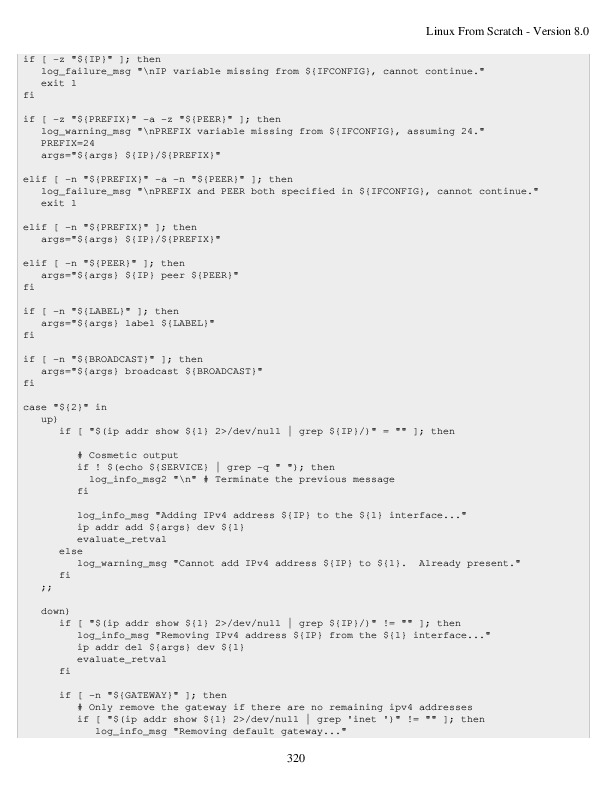 Linux From Scratch - Version 8.0
if [ -z "${IP}" ]; then
   log_failure_msg "\nIP variable missing from ${IFCONFIG}, cannot continue."
   exit 1
fi

if [ -z "${PREFIX}" -a -z "${PEER}" ]; then
   log_warning_msg "\nPREFIX variable missing from ${IFCONFIG}, assuming 24."
   PREFIX=24
   args="${args} ${IP}/${PREFIX}"

elif [ -n "${PREFIX}" -a -n "${PEER}" ]; then
   log_failure_msg "\nPREFIX and PEER both specified in ${IFCONFIG}, cannot continue."
   exit 1

elif [ -n "${PREFIX}" ]; then
   args="${args} ${IP}/${PREFIX}"

elif [ -n "${PEER}" ]; then
   args="${args} ${IP} peer ${PEER}"
fi

if [ -n "${LABEL}" ]; then
   args="${args} label ${LABEL}"
fi

if [ -n "${BROADCAST}" ]; then
   args="${args} broadcast ${BROADCAST}"
fi

case "${2}" in
   up)
      if [ "$(ip addr show ${1} 2>/dev/null | grep ${IP}/)" = "" ]; then

         # Cosmetic output
         if ! $(echo ${SERVICE} | grep -q " "); then
           log_info_msg2 "\n" # Terminate the previous message
         fi

         log_info_msg "Adding IPv4 address ${IP} to the ${1} interface..."
         ip addr add ${args} dev ${1}
         evaluate_retval
      else
         log_warning_msg "Cannot add IPv4 address ${IP} to ${1}.  Already present."
      fi
   ;;

   down)
      if [ "$(ip addr show ${1} 2>/dev/null | grep ${IP}/)" != "" ]; then
         log_info_msg "Removing IPv4 address ${IP} from the ${1} interface..."
         ip addr del ${args} dev ${1}
         evaluate_retval
      fi

      if [ -n "${GATEWAY}" ]; then
         # Only remove the gateway if there are no remaining ipv4 addresses
         if [ "$(ip addr show ${1} 2>/dev/null | grep 'inet ')" != "" ]; then
            log_info_msg "Removing default gateway..."
320